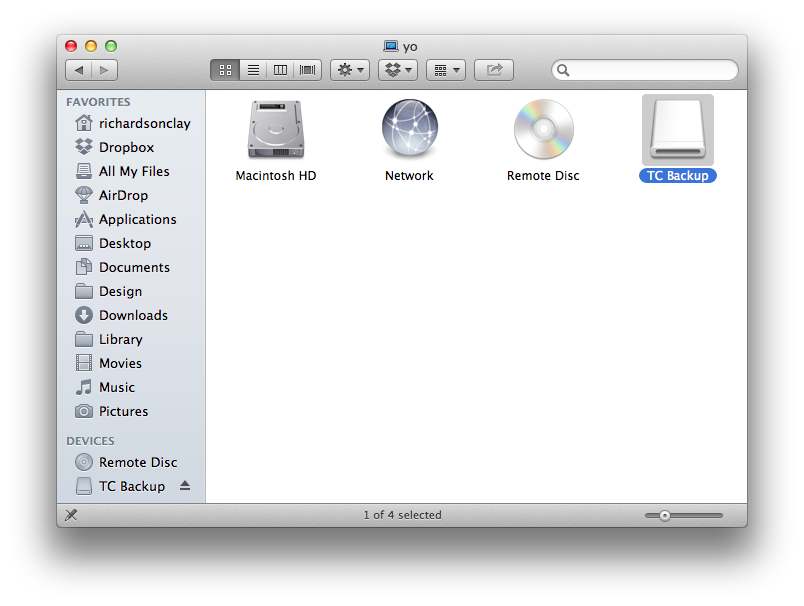 yo
FAVORITES
richardsonclay
Dropbox
All My Files
AirDrop
Applications
Desktop
Documents
Design
Downloads
Library
Movies
Music
Pictures
DEVICES
Remote Disc
TC Backup
Macintosh HD
Network
Remote Disc
TC Backup
1 of 4 selected